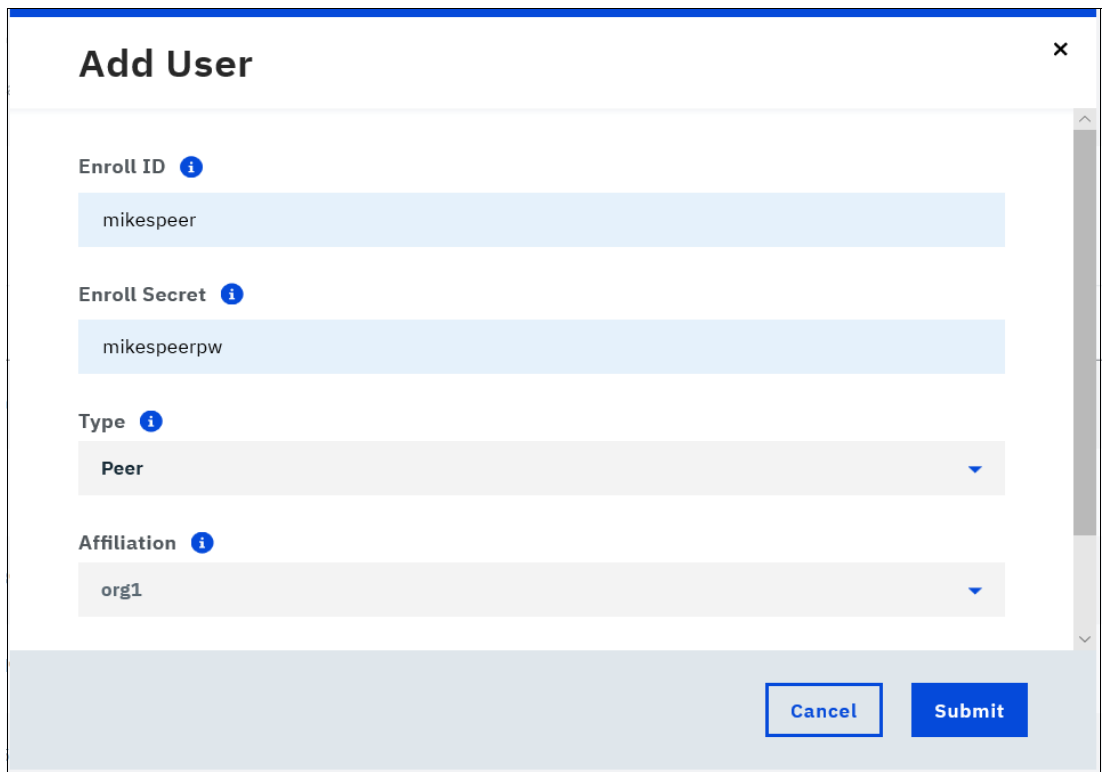 Add User
Enroll ID
mikespeer
Enroll Secret
mikespeerpw
Type
Peer
Affiliation
org1
Cancel Submit